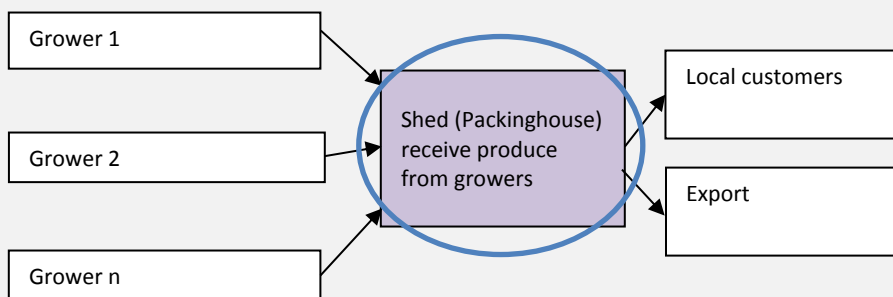 Grower 1
Grower 2
Grower n
Shed (Packinghouse)
receive produce
from growers
Local customers
Export